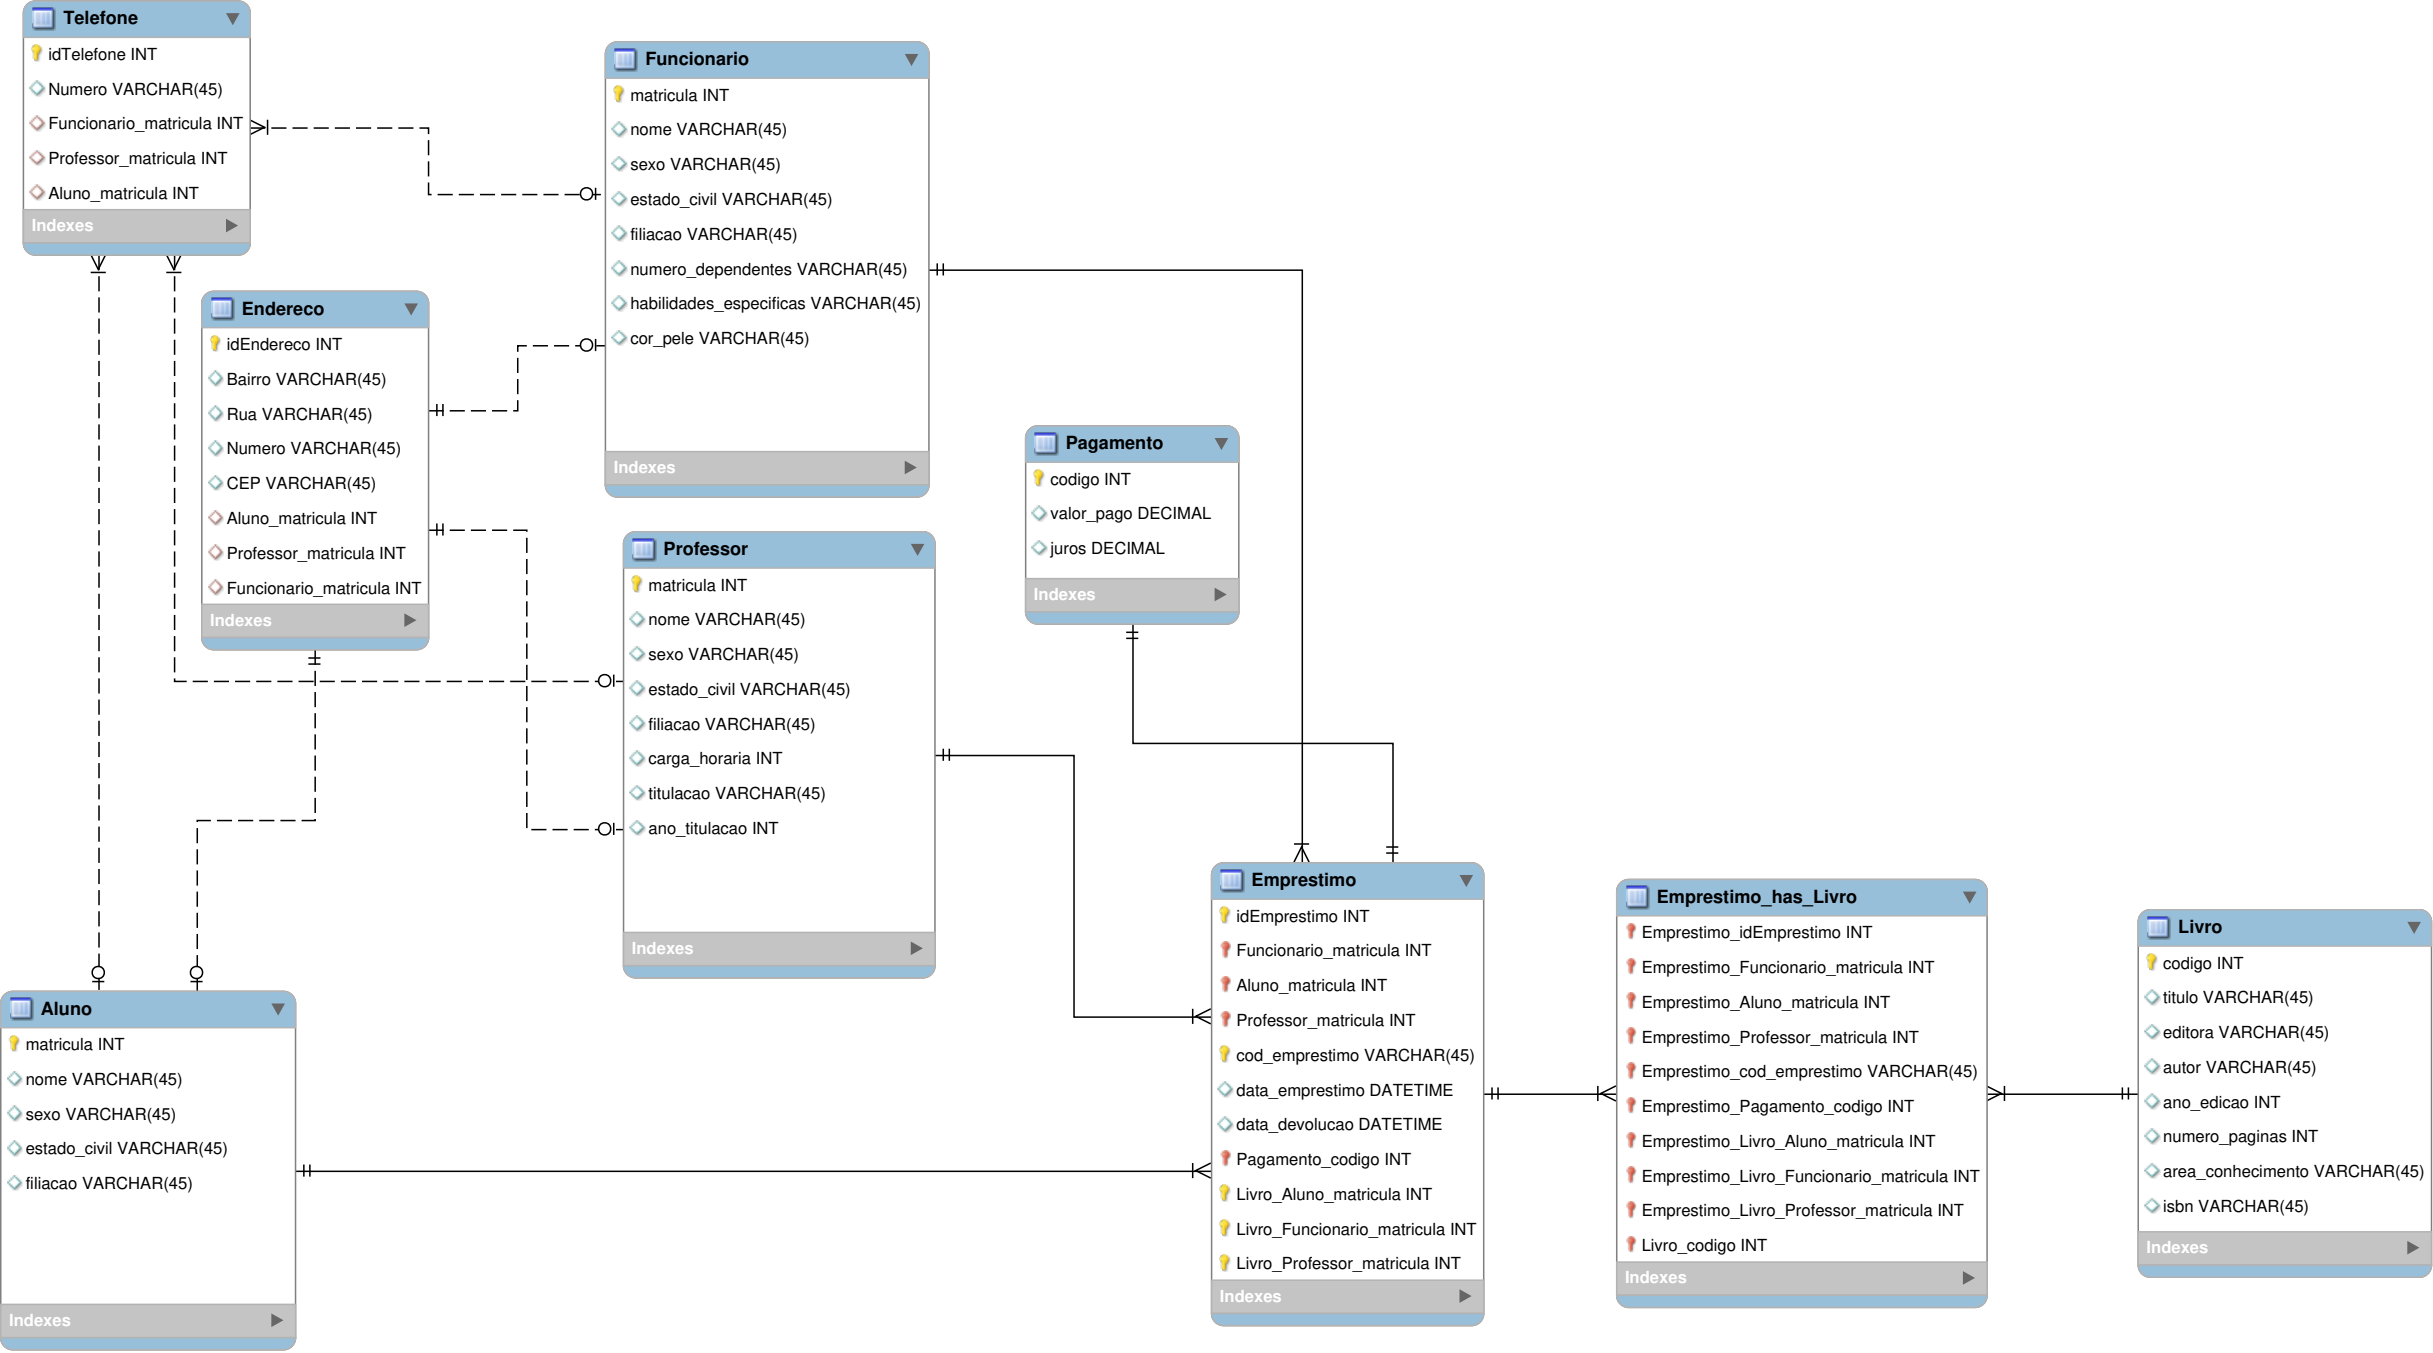 Telefone
idTelefone INT
Numero VARCHAR(45)
Funcionario_matricula INT
Professor_matricula INT
Aluno_matricula INT
Indexes
Funcionario
matricula INT
nome VARCHAR(45)
sexo VARCHAR(45)
estado_civil VARCHAR(45)
filiacao VARCHAR(45)
numero_dependentes VARCHAR(45)
habilidades_especificas VARCHAR(45)
cor_pele VARCHAR(45)
Indexes
Endereco
idEndereco INT
Bairro VARCHAR(45)
Rua VARCHAR(45)
Numero VARCHAR(45)
CEP VARCHAR(45)
Aluno_matricula INT
Professor_matricula INT
Funcionario_matricula INT
Indexes
Pagamento
codigo INT
valor_pago DECIMAL
juros DECIMAL
Indexes
Professor
matricula INT
nome VARCHAR(45)
sexo VARCHAR(45)
estado_civil VARCHAR(45)
filiacao VARCHAR(45)
carga_horaria INT
titulacao VARCHAR(45)
ano_titulacao INT
Indexes
Aluno
matricula INT
nome VARCHAR(45)
sexo VARCHAR(45)
estado_civil VARCHAR(45)
filiacao VARCHAR(45)
Indexes
Emprestimo
idEmprestimo INT
Funcionario_matricula INT
Aluno_matricula INT
Professor_matricula INT
cod_emprestimo VARCHAR(45)
data_emprestimo DATETIME
data_devolucao DATETIME
Pagamento_codigo INT
Livro_Aluno_matricula INT
Livro_Funcionario_matricula INT
Livro_Professor_matricula INT
Indexes
Emprestimo_has_Livro
Emprestimo_idEmprestimo INT
Emprestimo_Funcionario_matricula INT
Emprestimo_Aluno_matricula INT
Emprestimo_Professor_matricula INT
Emprestimo_cod_emprestimo VARCHAR(45)
Emprestimo_Pagamento_codigo INT
Emprestimo_Livro_Aluno_matricula INT
Emprestimo_Livro_Funcionario_matricula INT
Emprestimo_Livro_Professor_matricula INT
Livro_codigo INT
Indexes
Livro
codigo INT
titulo VARCHAR(45)
editora VARCHAR(45)
autor VARCHAR(45)
ano_edicao INT
numero_paginas INT
area_conhecimento VARCHAR(45)
isbn VARCHAR(45)
Indexes